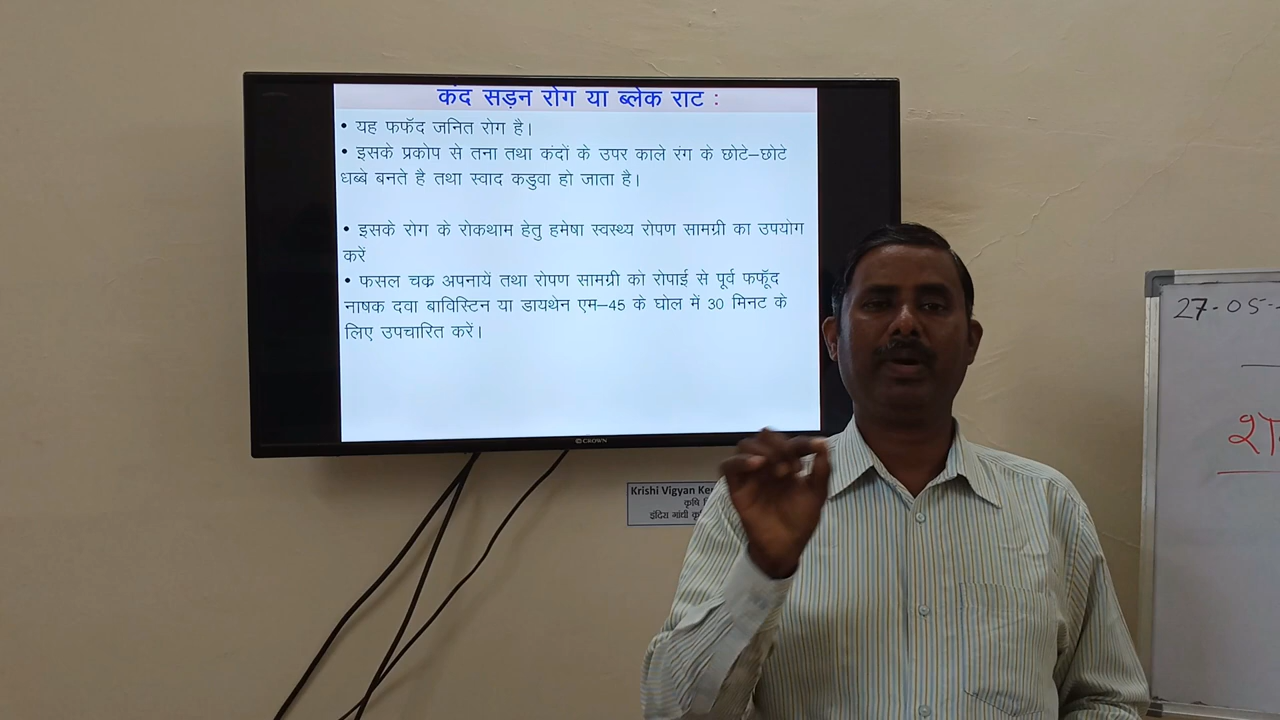 कंद सड़न रोग या ब्लेक राट :
• यह फफॅद जनित रोग है।
• इसके प्रकोप से तना तथा कंदों के उपर काले रंग के छोटे–छोटे
धब्बे बनते है तथा स्वाद कडुवा हो जाता है।
• इसके रोग के रोकथाम हेतु हमेषा स्वस्थ्य रोपण सामग्री का उपयोग
करें
• फसल चक अपनायें तथा रोपण सामगी को रोपाई से पूर्व फफूॅद
नाषक दवा बाविस्टिन या डायथेन एम–45 के घोल में 30 मिनट के
लिए उपचारित करें।
CROWN
Krishi Vigyan
कृषि
इंदिरा गांधी
27-05-